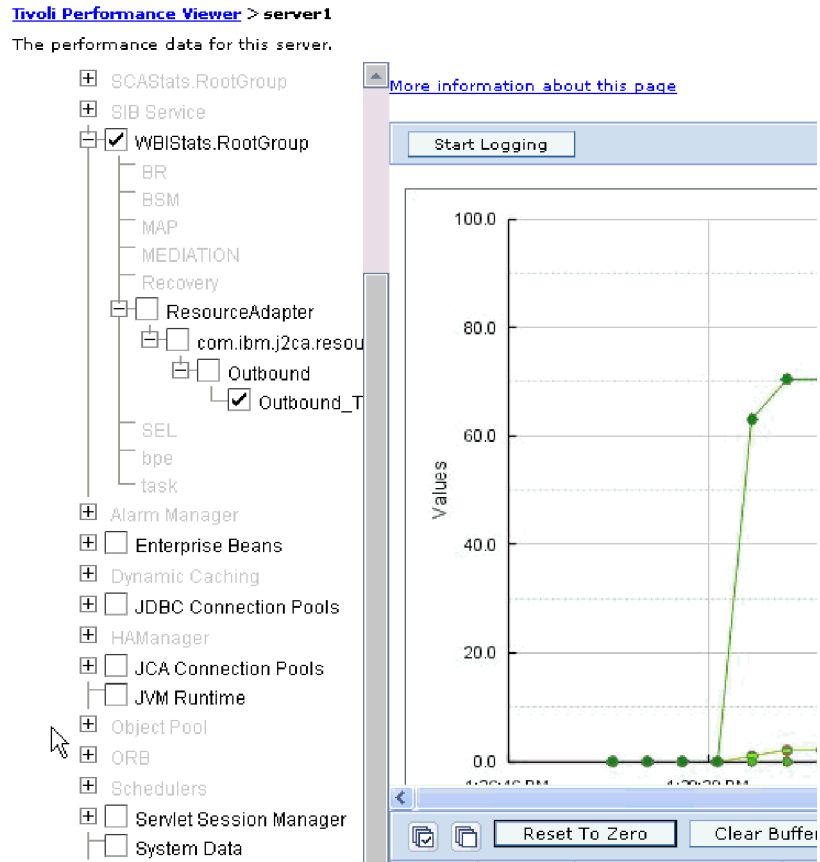 Tivoli Performance Viewer > server1
The performance data for this server.
SCAStats.RootGroup
SIB Service
WBIStats.RootGroup
BR
BSM
MAP
MEDIATION
Recovery
ResourceAdapter
com.ibm.j2ca.resou
Outbound
Outbound_T
SEL
bpe
task
Alarm Manager
Enterprise Beans
Dynamic Caching
JDBC Connection Pools
HAManager
JCA Connection Pools
JVM Runtime
Object Pool
ORB
Schedulers
Servlet Session Manager
System Data
More information about this page
Start Logging
100.0
80.0
60.0
40.0
20.0
0.0
Values
Reset To Zero
Clear Buffer